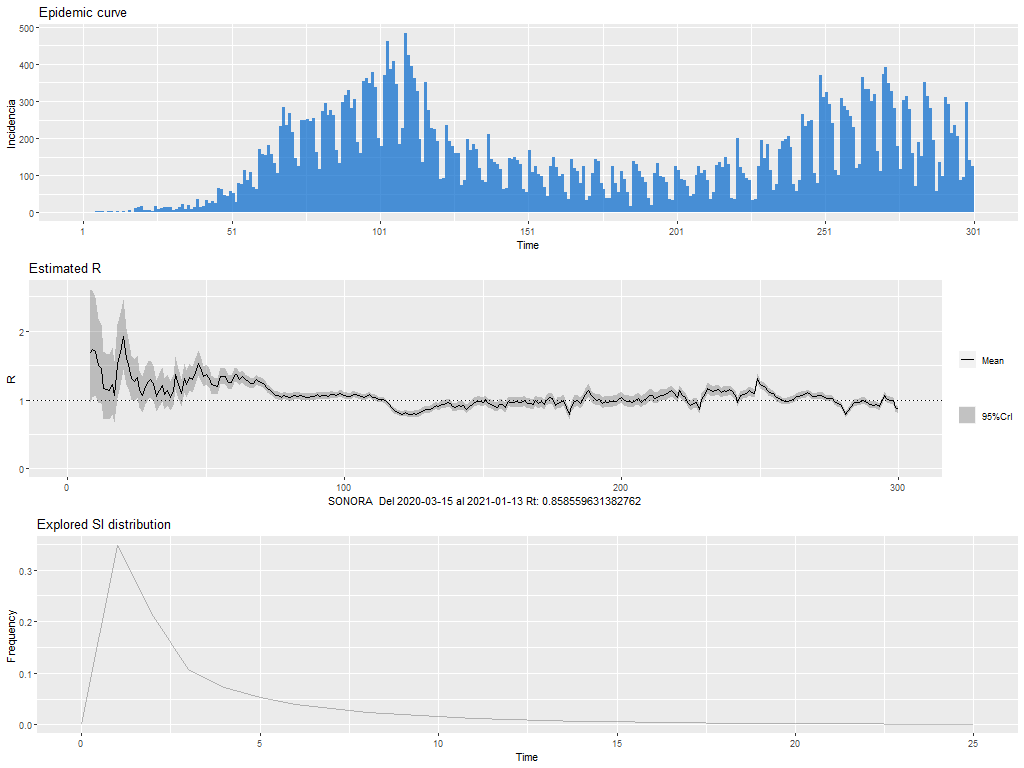 Epidemic curve
500
400
300
200
100
0
Incidencia
1 51 101 151 201 251 301
Time
Estimated R
2
1
0
R
0 100 200 300
SONORA Del 2020-03-15 al 2021-01-13 Rt: 0.858559631382762
Mean
95%CrI
Explored SI distribution
0.3
0.2
0.1
0.0
Frequency
0 5 10 15 20 25
Time